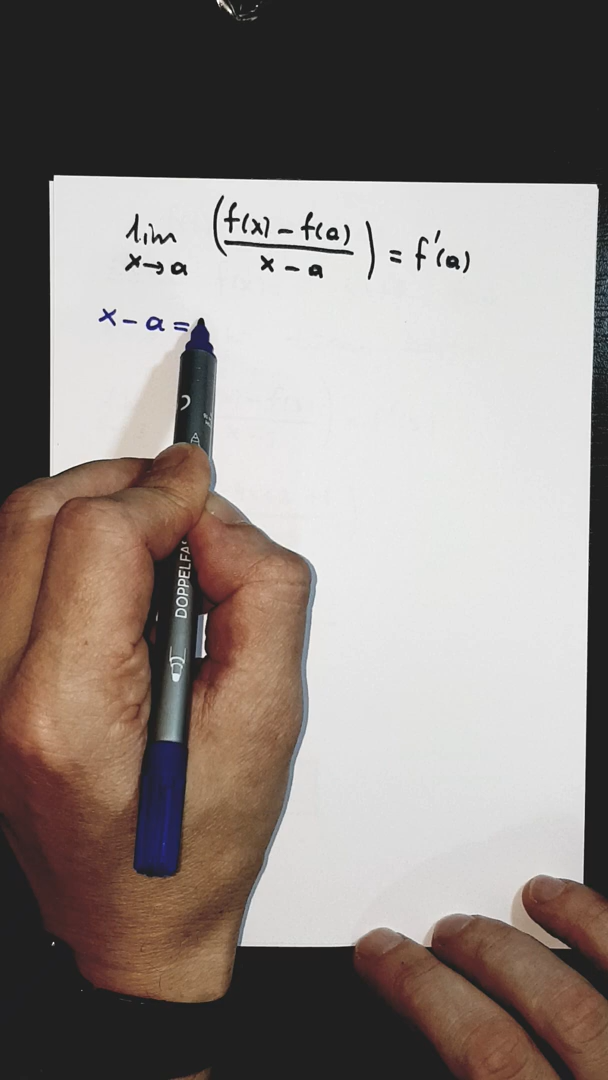 lim x→a ( (f(x) - f(a)) / (x - a) ) = f'(a)
x - a =
DOPPELFA